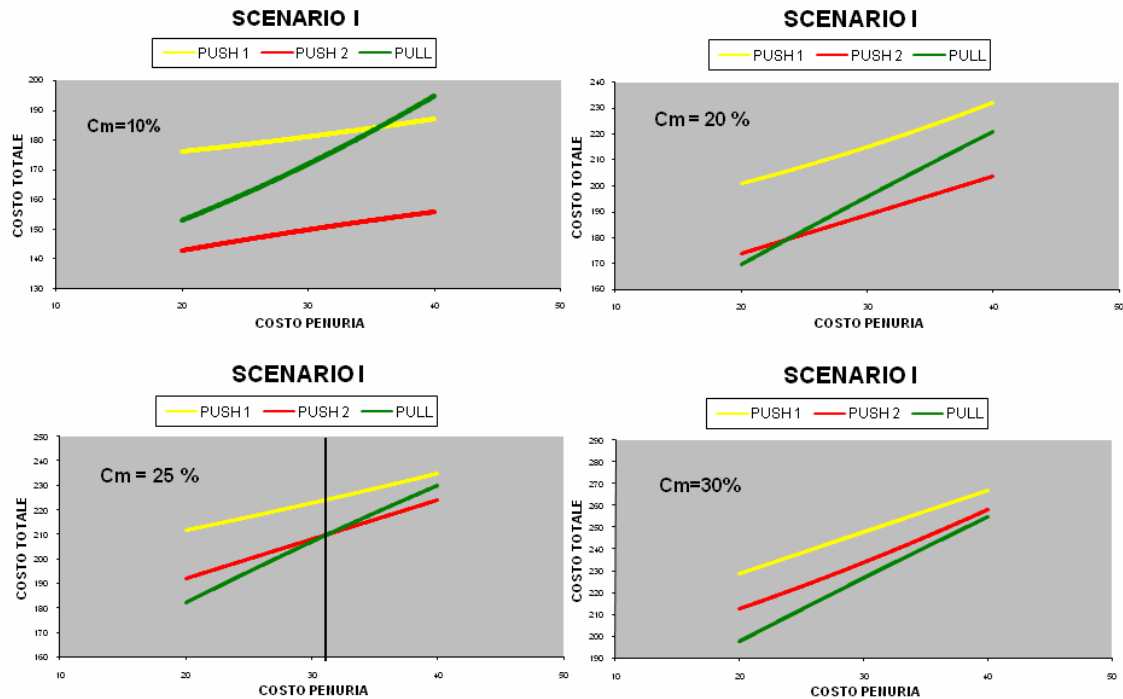 SCENARIO I
PUSH 1 PUSH 2 PULL
Cm=10%
COSTO TOTALE
200
190
180
170
160
150
140
130
10 20 30 40 50
COSTO PENURIA
SCENARIO I
PUSH 1 PUSH 2 PULL
Cm = 20 %
COSTO TOTALE
240
230
220
210
200
190
180
170
160
10 20 30 40 50
COSTO PENURIA
SCENARIO I
PUSH 1 PUSH 2 PULL
Cm = 25 %
COSTO TOTALE
250
240
230
220
210
200
190
180
170
160
10 20 30 40 50
COSTO PENURIA
SCENARIO I
PUSH 1 PUSH 2 PULL
Cm=30%
COSTO TOTALE
290
280
270
260
250
240
230
220
210
200
190
10 20 30 40 50
COSTO PENURIA